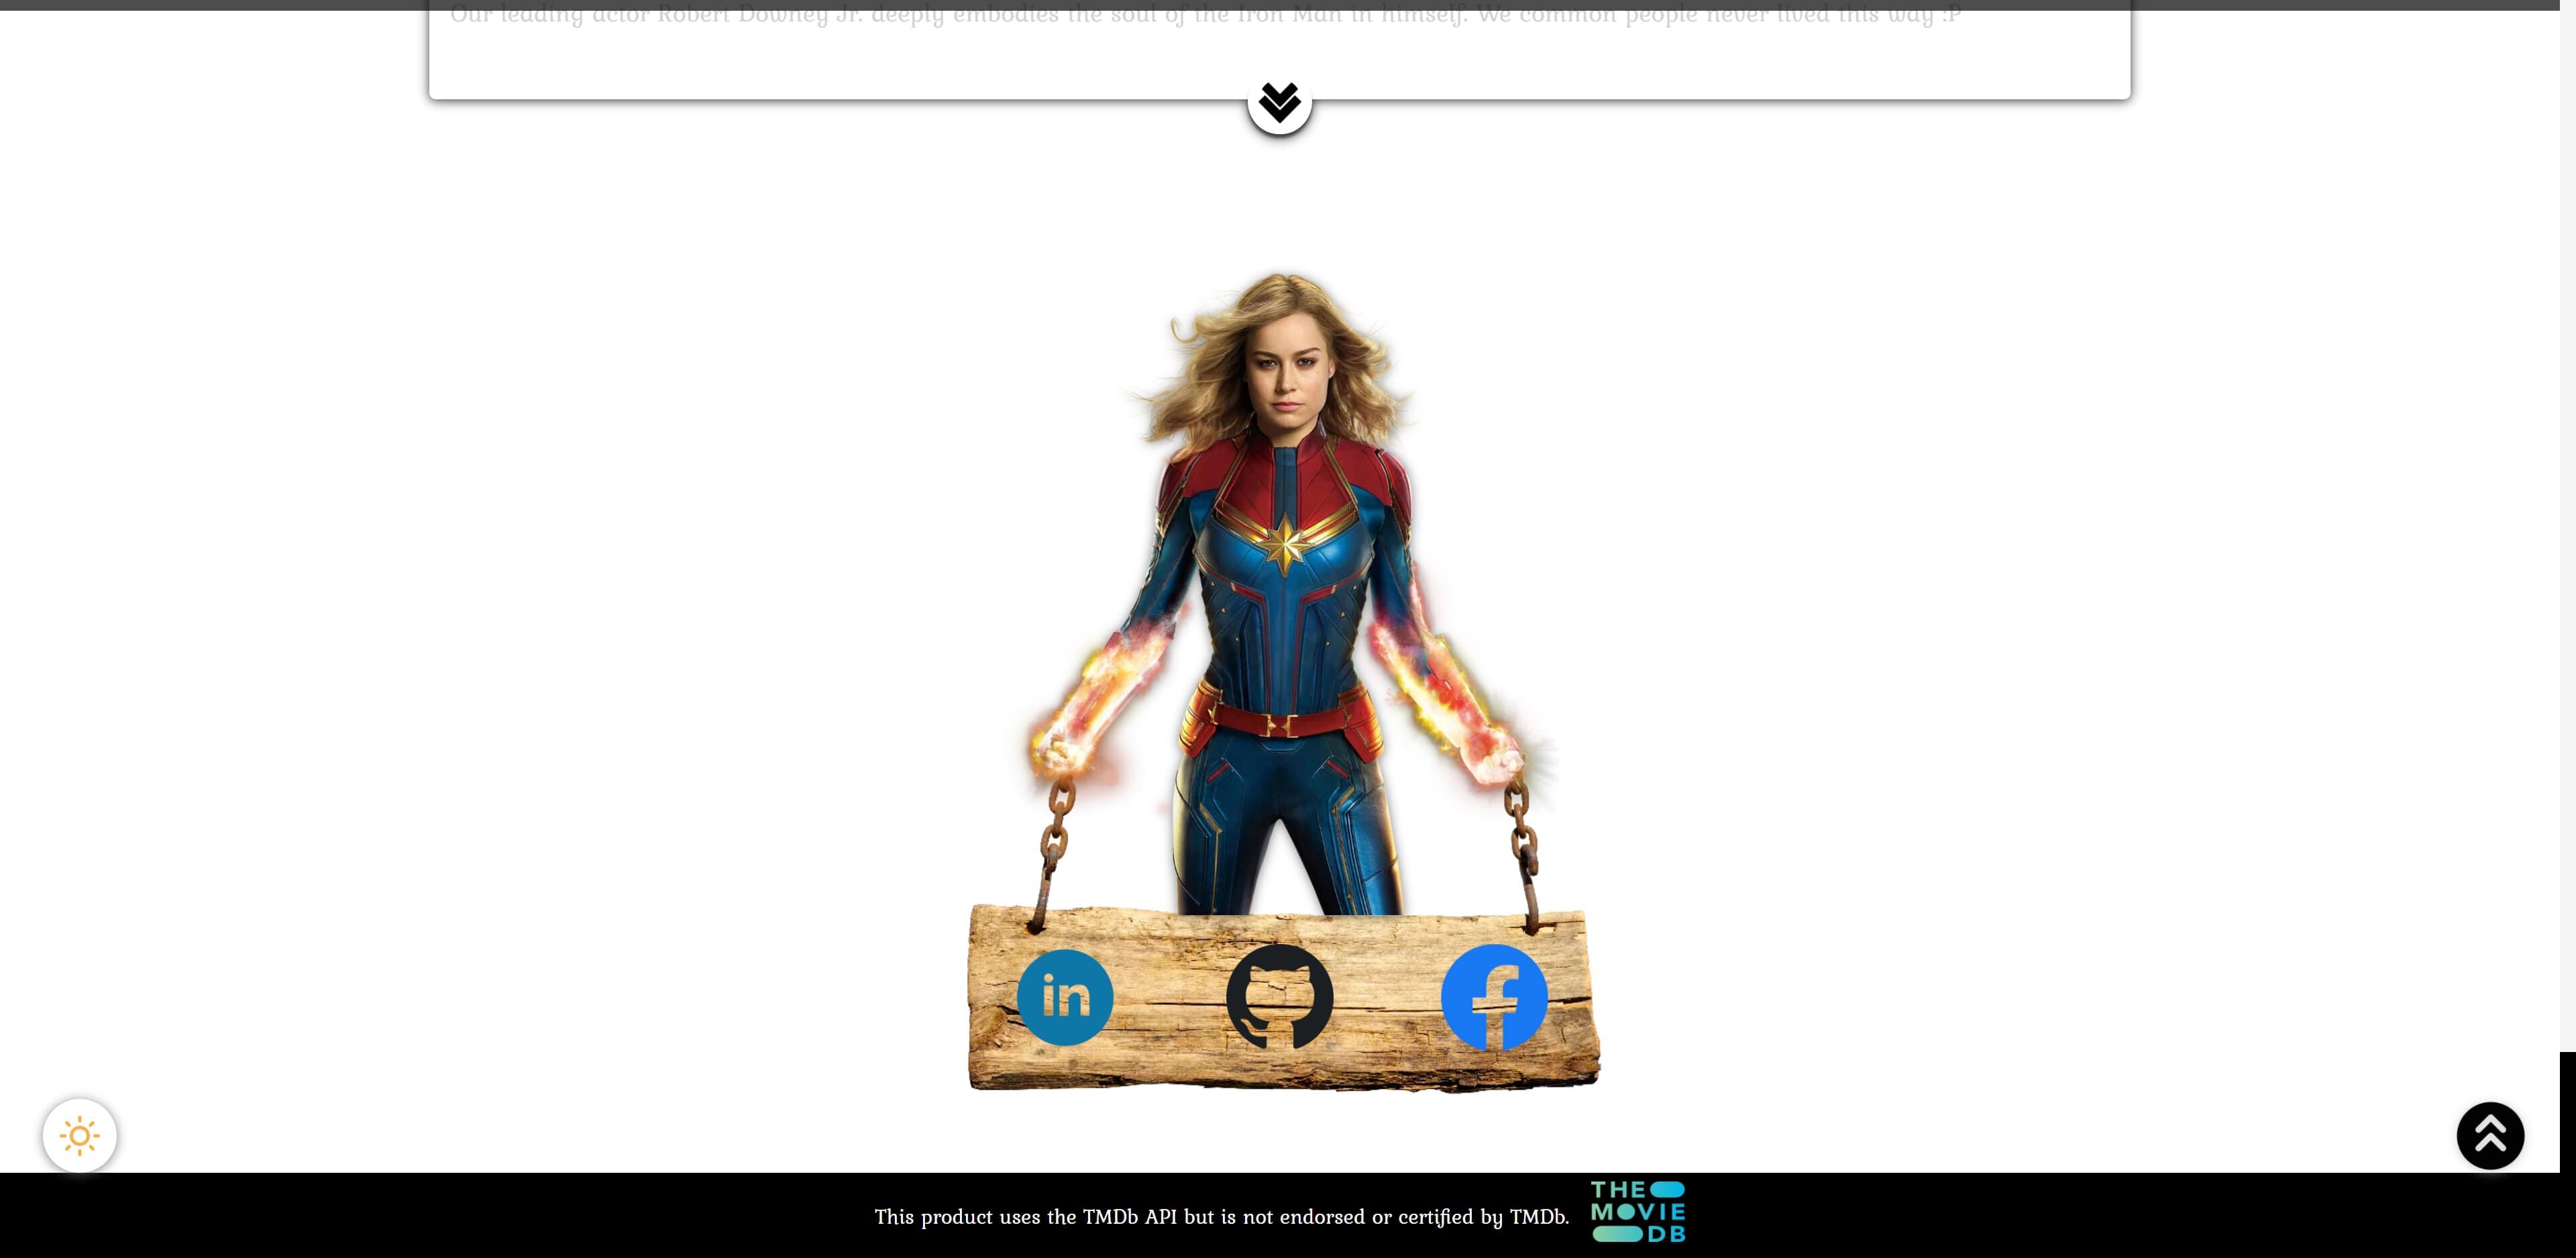 Our leading actor Robert Downey Jr. deeply embodies the soul of the Iron Man in himself. We common people never lived this way :P
in
f
This product uses the TMDb API but is not endorsed or certified by TMDb.
THE
MOVIE
DB